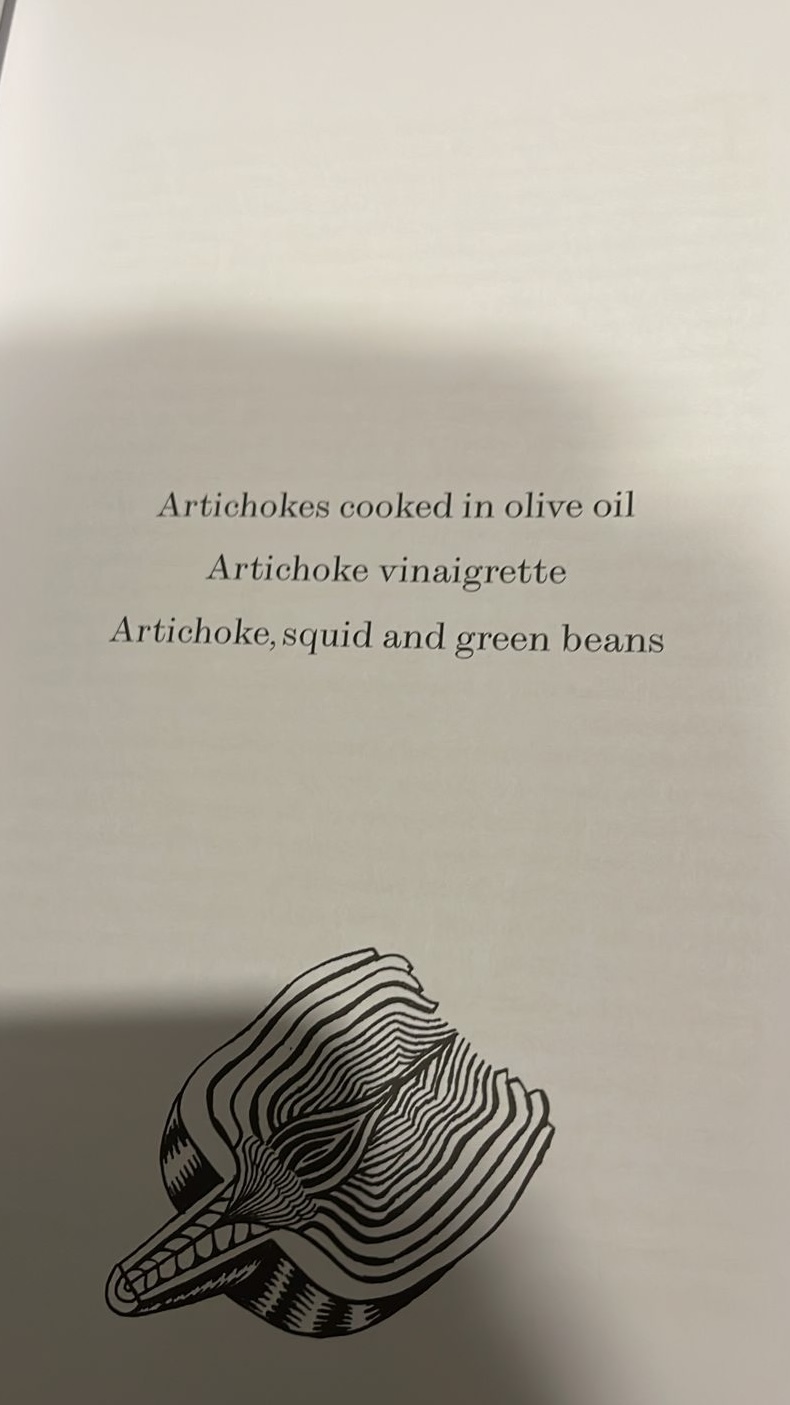 Artichokes cooked in olive oil
Artichoke vinaigrette
Artichoke, squid and green beans